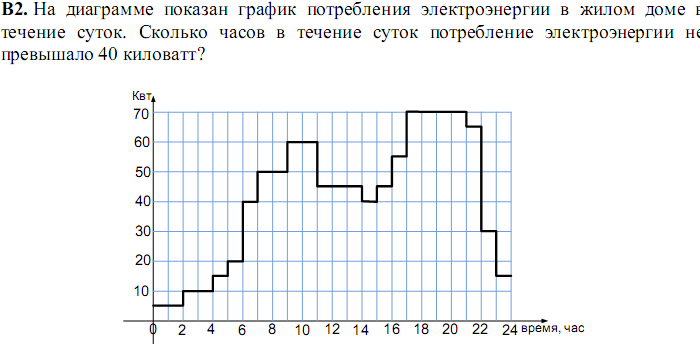 В2. На диаграмме показан график потребления электроэнергии в жилом доме в
течение суток. Сколько часов в течение суток потребление электроэнергии не
превышало 40 киловатт?
Квт
70
60
50
40
30
20
10
0 2 4 6 8 10 12 14 16 18 20 22 24 время, час